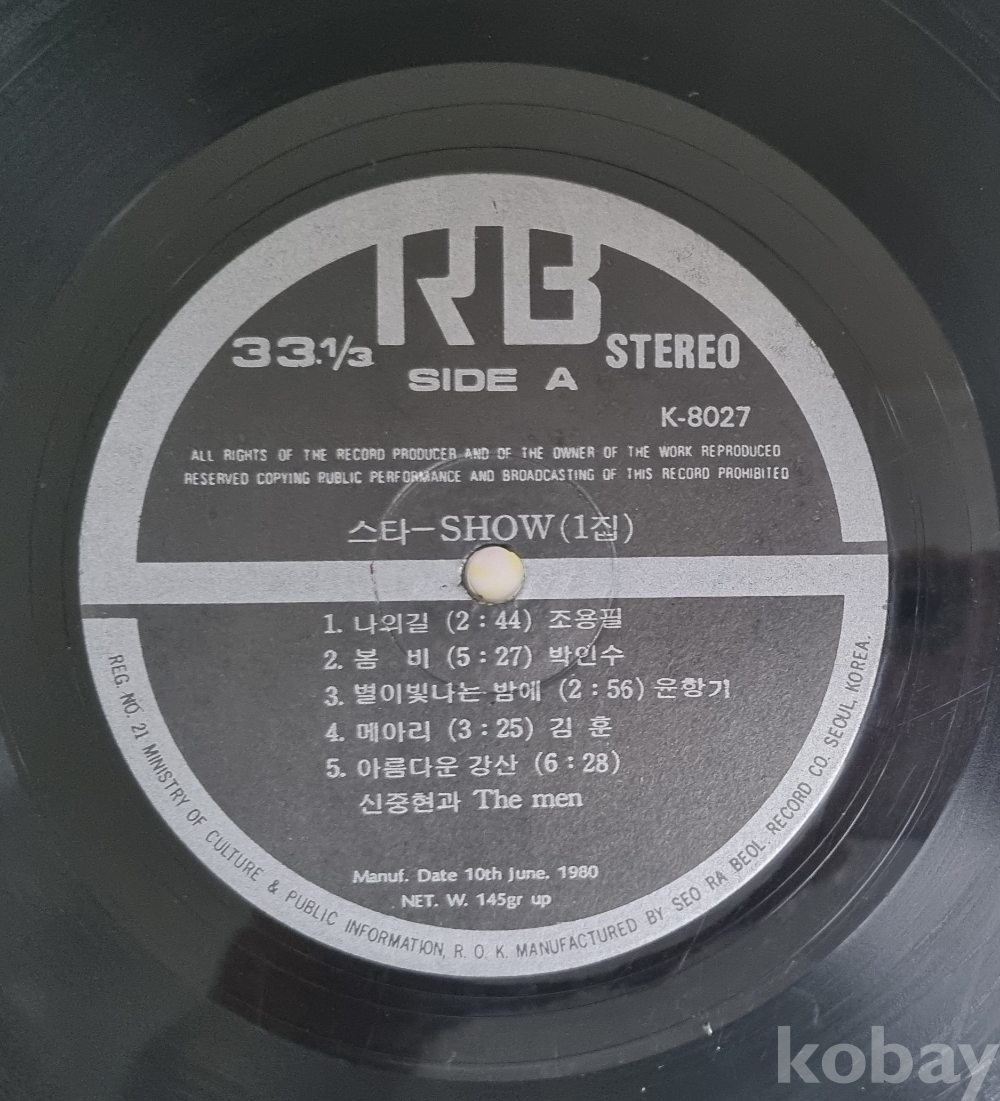 RB
33.1/3 STEREO
SIDE A
K-8027
ALL RIGHTS OF THE RECORD PRODUCER AND OF THE OWNER OF THE WORK REPRODUCED
RESERVED COPYING PUBLIC PERFORMANCE AND BROADCASTING OF THIS RECORD PROHIBITED
스타-SHOW(1집)
1. 나의길 (2:44) 조용필
2. 봄 비 (5:27) 박인수
3. 별이빛나는 밤에 (2:56) 윤항기
4. 메아리 (3:25) 김 훈
5. 아름다운 강산 (6:28)
신중현과 The men
Manuf. Date 10th June. 1980
NET. W. 145gr up
REG. NO. 21 MINISTRY OF CULTURE & PUBLIC INFORMATION, R. O. K. MANUFACTURED BY SEO RA BEOL RECORD CO. SEOUL KOREA.
kobay